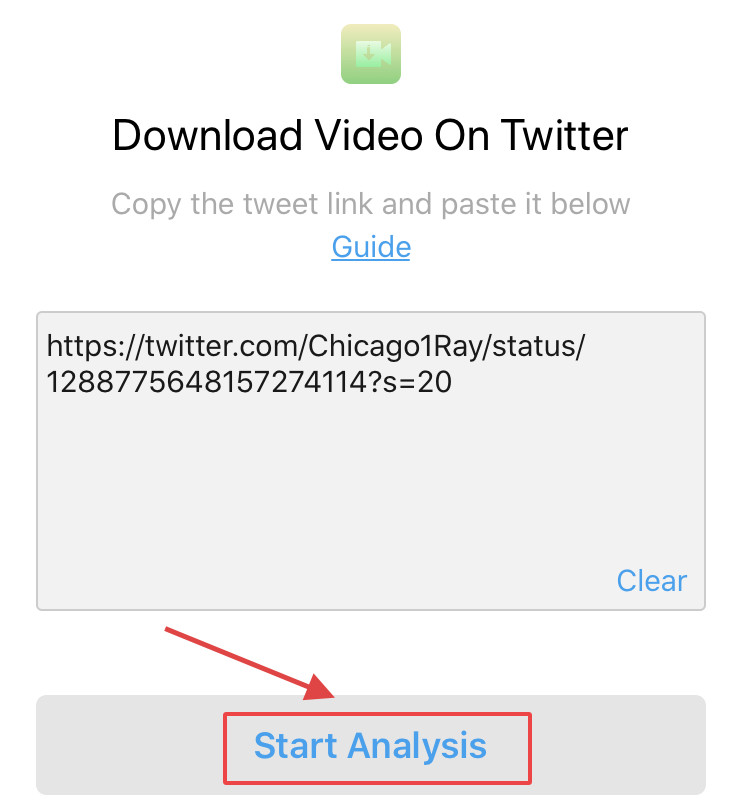 Download Video On Twitter
Copy the tweet link and paste it below
Guide
https://twitter.com/Chicago1Ray/status/
1288775648157274114?s=20
Clear
Start Analysis